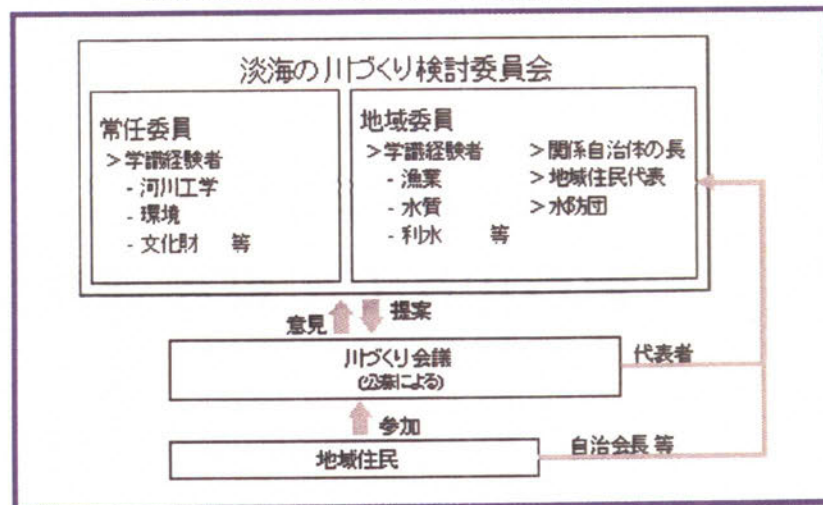 淡海の川づくり検討委員会
常任委員
＞学識経験者
- 河川工学
- 環境
- 文化財　等
地域委員
＞学識経験者
- 漁業
- 水質
- 利水　等
＞関係自治体の長
＞地域住民代表
＞水防団
意見
提案
川づくり会議
(公募による)
代表者
参加
地域住民
自治会長 等